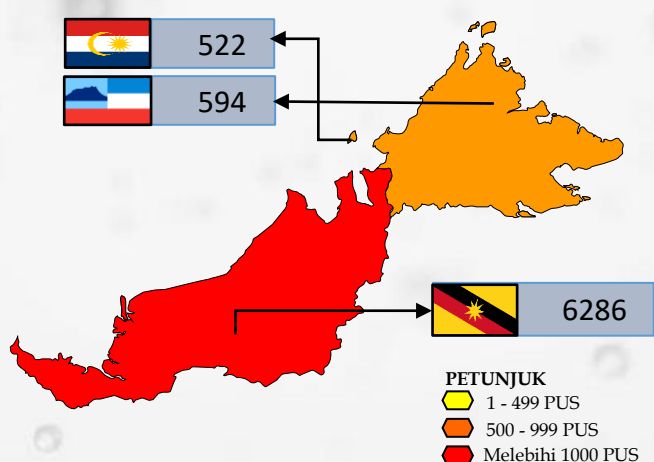 522
594
6286
PETUNJUK
1 - 499 PUS
500 - 999 PUS
Melebihi 1000 PUS